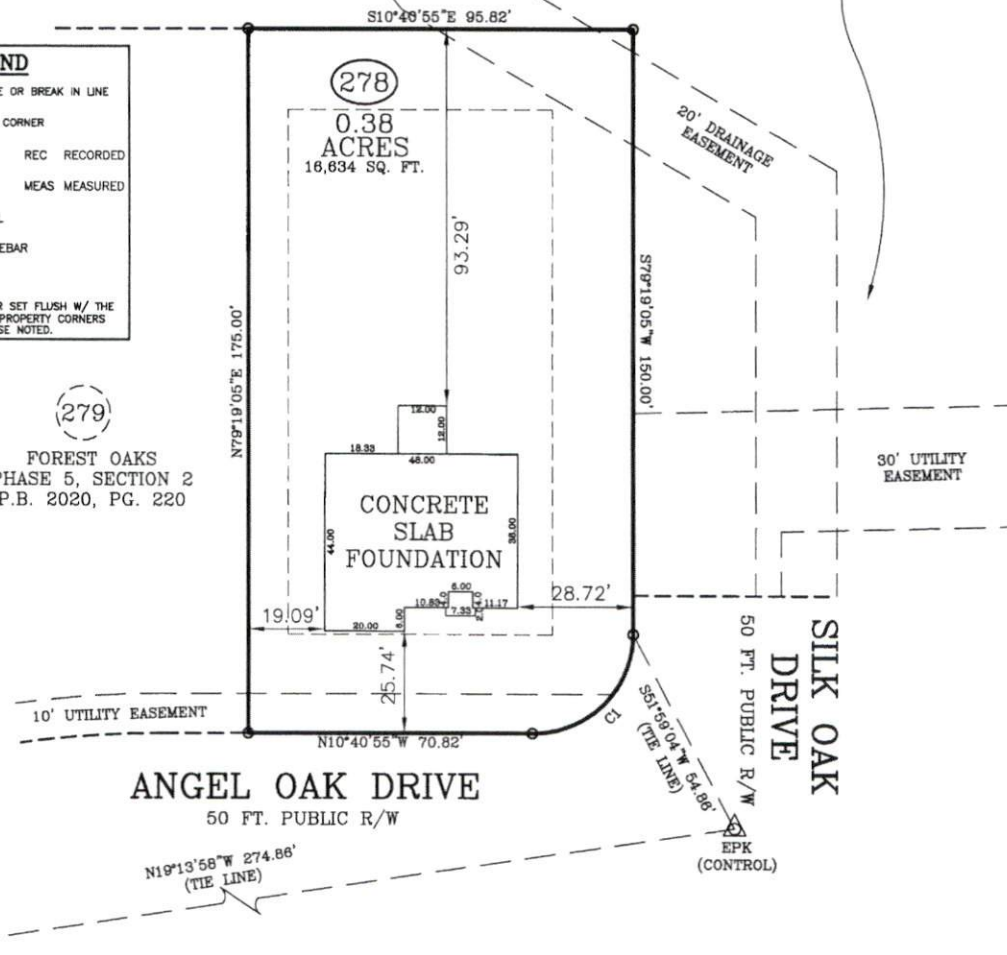 S10°40'55"E 95.82'
ND
E OR BREAK IN LINE
CORNER
REC RECORDED
MEAS MEASURED
EBAR
R SET FLUSH W/ THE
PROPERTY CORNERS
SE NOTED.
278
0.38
ACRES
16,634 SQ. FT.
20' DRAINAGE
EASEMENT
93.29'
N79°19'05"E 175.00'
S79°19'05"W 150.00'
279
FOREST OAKS
PHASE 5, SECTION 2
P.B. 2020, PG. 220
12.00
12.00
18.33
48.00
30' UTILITY
EASEMENT
CONCRETE
SLAB
FOUNDATION
44.00
38.00
6.00
10.83
4.0
4.0
11.17
7.33
6.00
20.00
19.09'
28.72'
25.74'
10' UTILITY EASEMENT
C1
N10°40'55"W 70.82'
S51°59'04"W 54.86'
(TIE LINE)
50 FT. PUBLIC R/W
SILK OAK
DRIVE
ANGEL OAK DRIVE
50 FT. PUBLIC R/W
N19°13'58"W 274.86'
(TIE LINE)
EPK
(CONTROL)